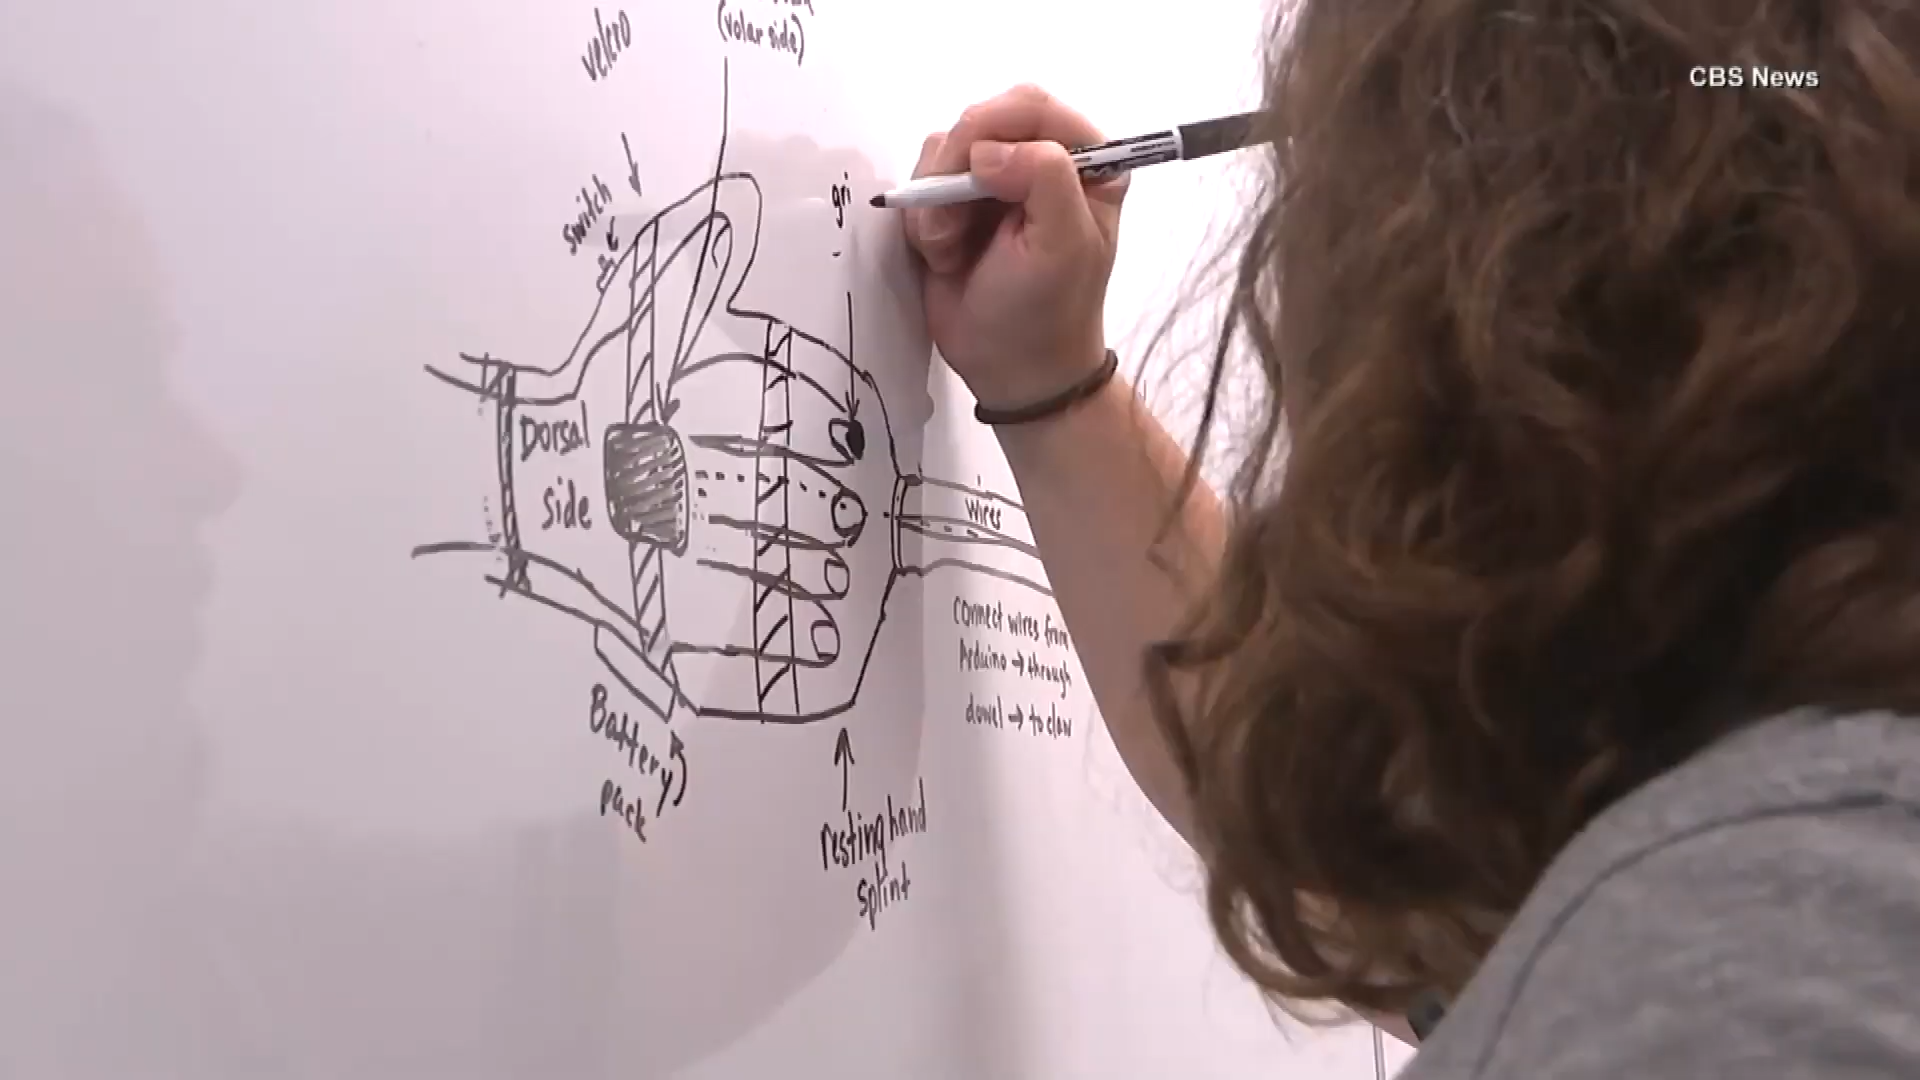 velcro
(volar side)
CBS News
switch
gri
Dorsal
side
wires
connect wires from
Arduino → through
dowel → to claw
Battery
pack
resting hand
splint